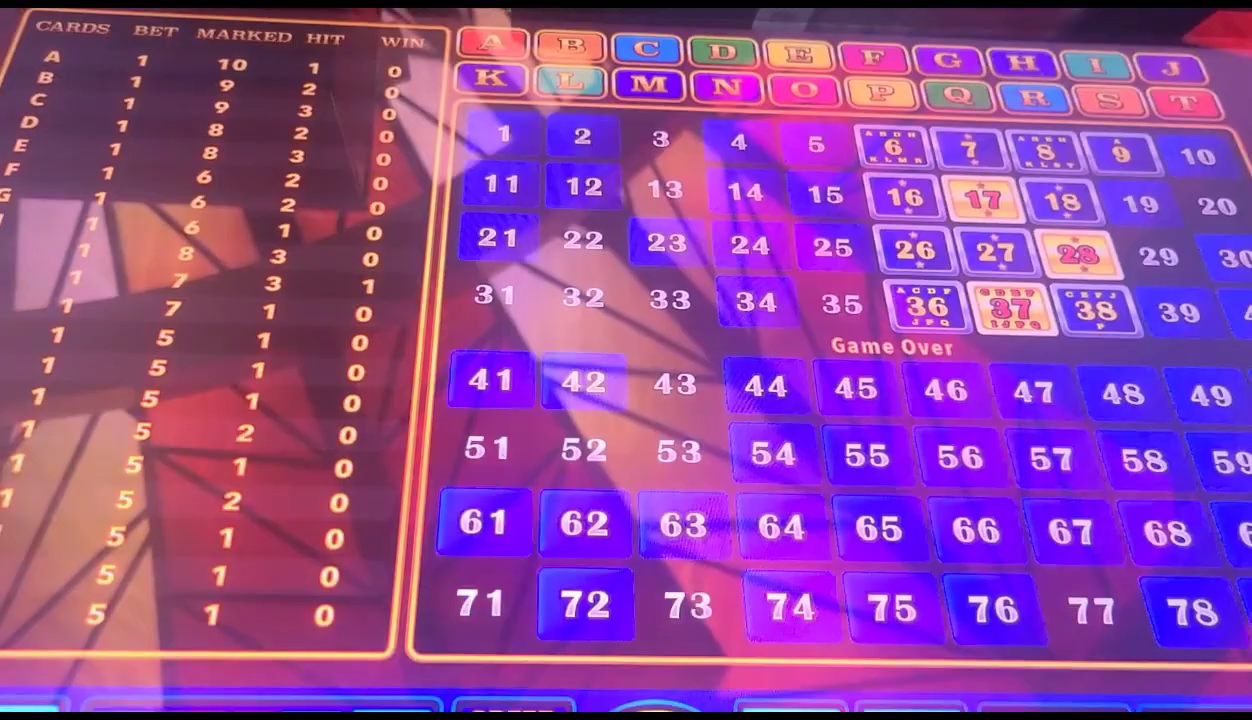 CARDS BET MARKED HIT WIN
A 1 10 1 0
B 1 9 2 0
C 1 9 3 0
D 1 8 2 0
E 1 8 3 0
F 1 6 2 0
G 1 6 2 0
1 6 1 0
1 8 3 0
1 7 3 1
1 7 1 0
1 5 1 0
1 5 1 0
1 5 1 0
1 5 2 0
1 5 1 0
1 5 2 0
5 1 0
5 1 0
5 1 0
A B C D E F G H I J
K L M N O P Q R S T
1 2 3 4 5 6 7 8 9 10
11 12 13 14 15 16 17 18 19 20
21 22 23 24 25 26 27 28 29 30
31 32 33 34 35 36 37 38 39
Game Over
41 42 43 44 45 46 47 48 49
51 52 53 54 55 56 57 58 59
61 62 63 64 65 66 67 68
71 72 73 74 75 76 77 78